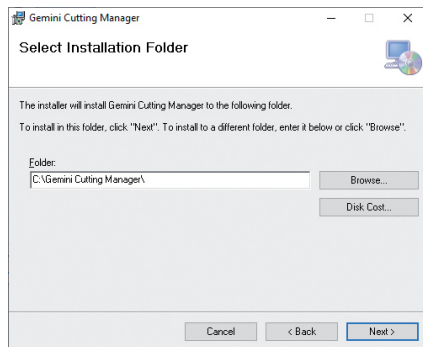 Gemini Cutting Manager
Select Installation Folder
The installer will install Gemini Cutting Manager to the following folder.
To install in this folder, click "Next". To install to a different folder, enter it below or click "Browse".
Folder:
C:\Gemini Cutting Manager\
Browse...
Disk Cost...
Cancel
< Back
Next >